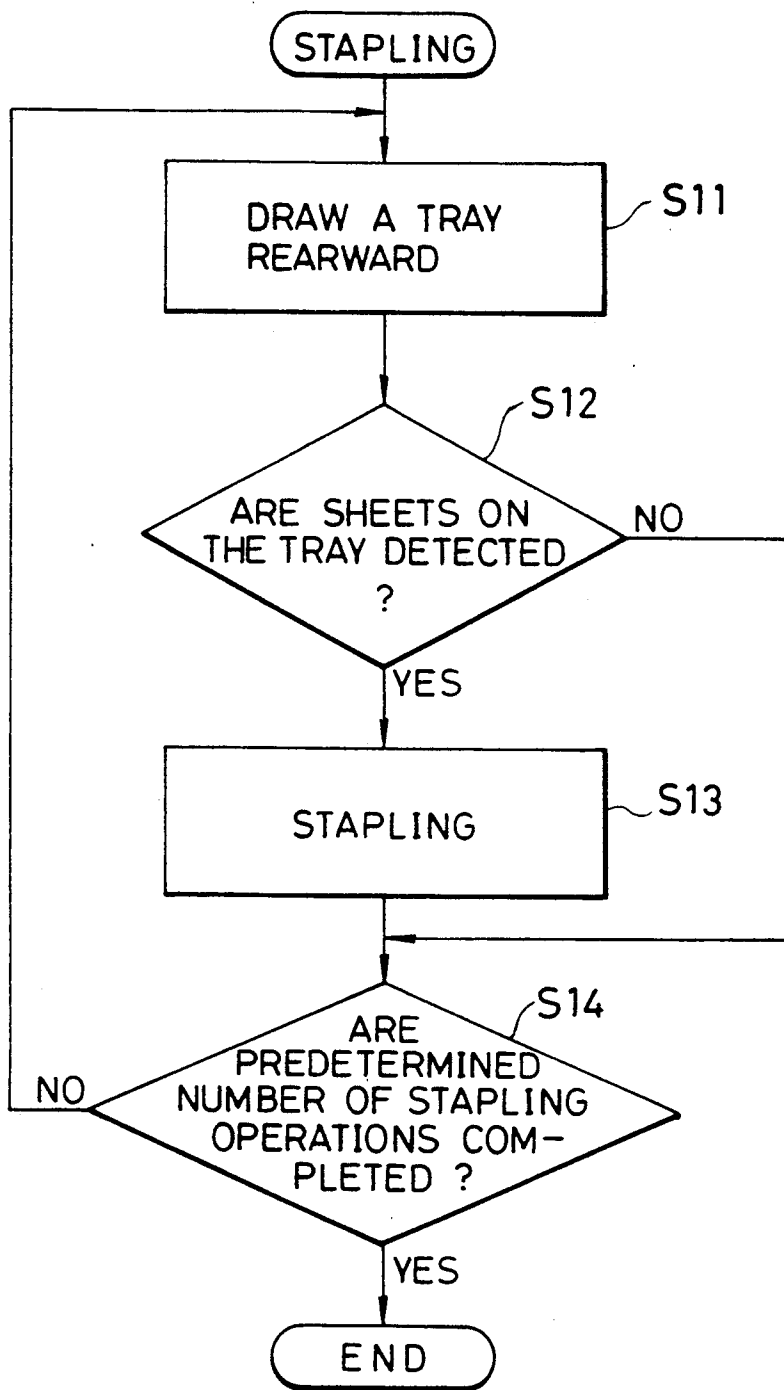 STAPLING
DRAW A TRAY
REARWARD
S11
S12
ARE SHEETS ON
THE TRAY DETECTED
?
NO
YES
STAPLING
S13
S14
ARE
PREDETERMINED
NUMBER OF STAPLING
OPERATIONS COM-
PLETED ?
NO
YES
END